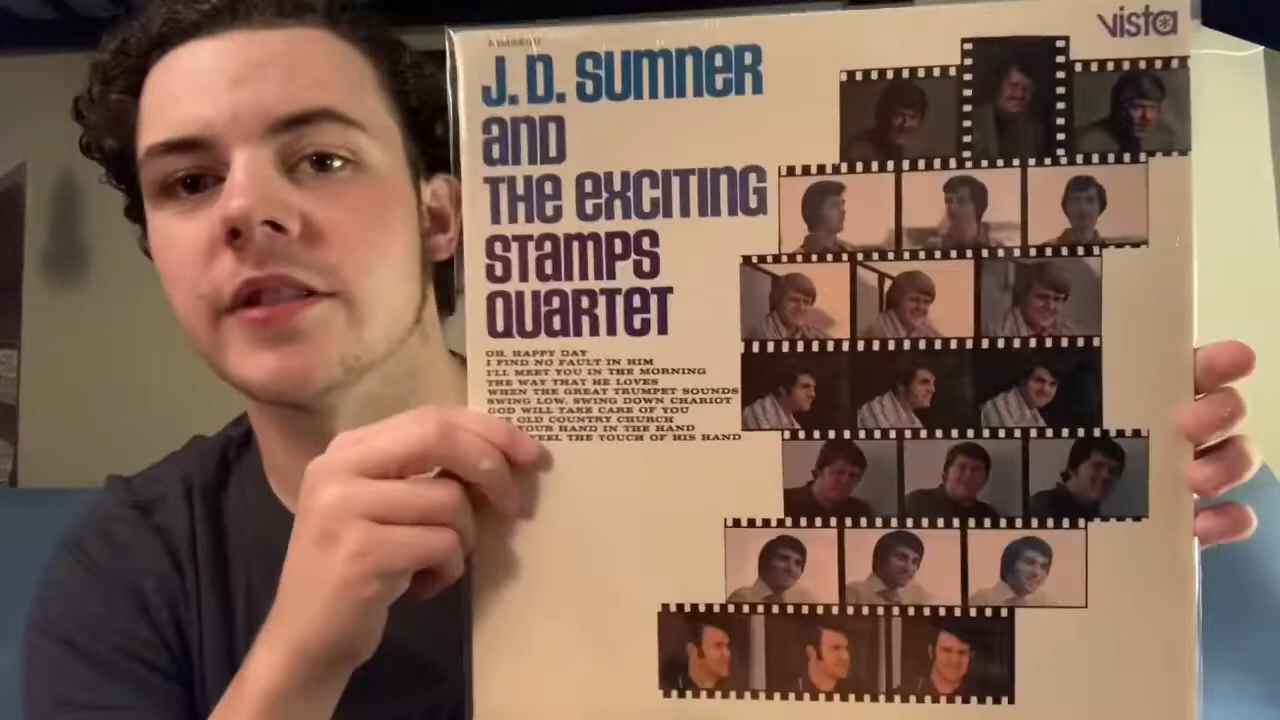 vista
J. D. SUMNER
AND
THE EXCITING
STAMPS
QUARTET
OH, HAPPY DAY
I FIND NO FAULT IN HIM
I'LL MEET YOU IN THE MORNING
THE WAY THAT HE LOVES
WHEN THE GREAT TRUMPET SOUNDS
SWING LOW, SWING DOWN CHARIOT
GOD WILL TAKE CARE OF YOU
OLD COUNTRY CHURCH
YOUR HAND IN THE HAND
FEEL THE TOUCH OF HIS HAND